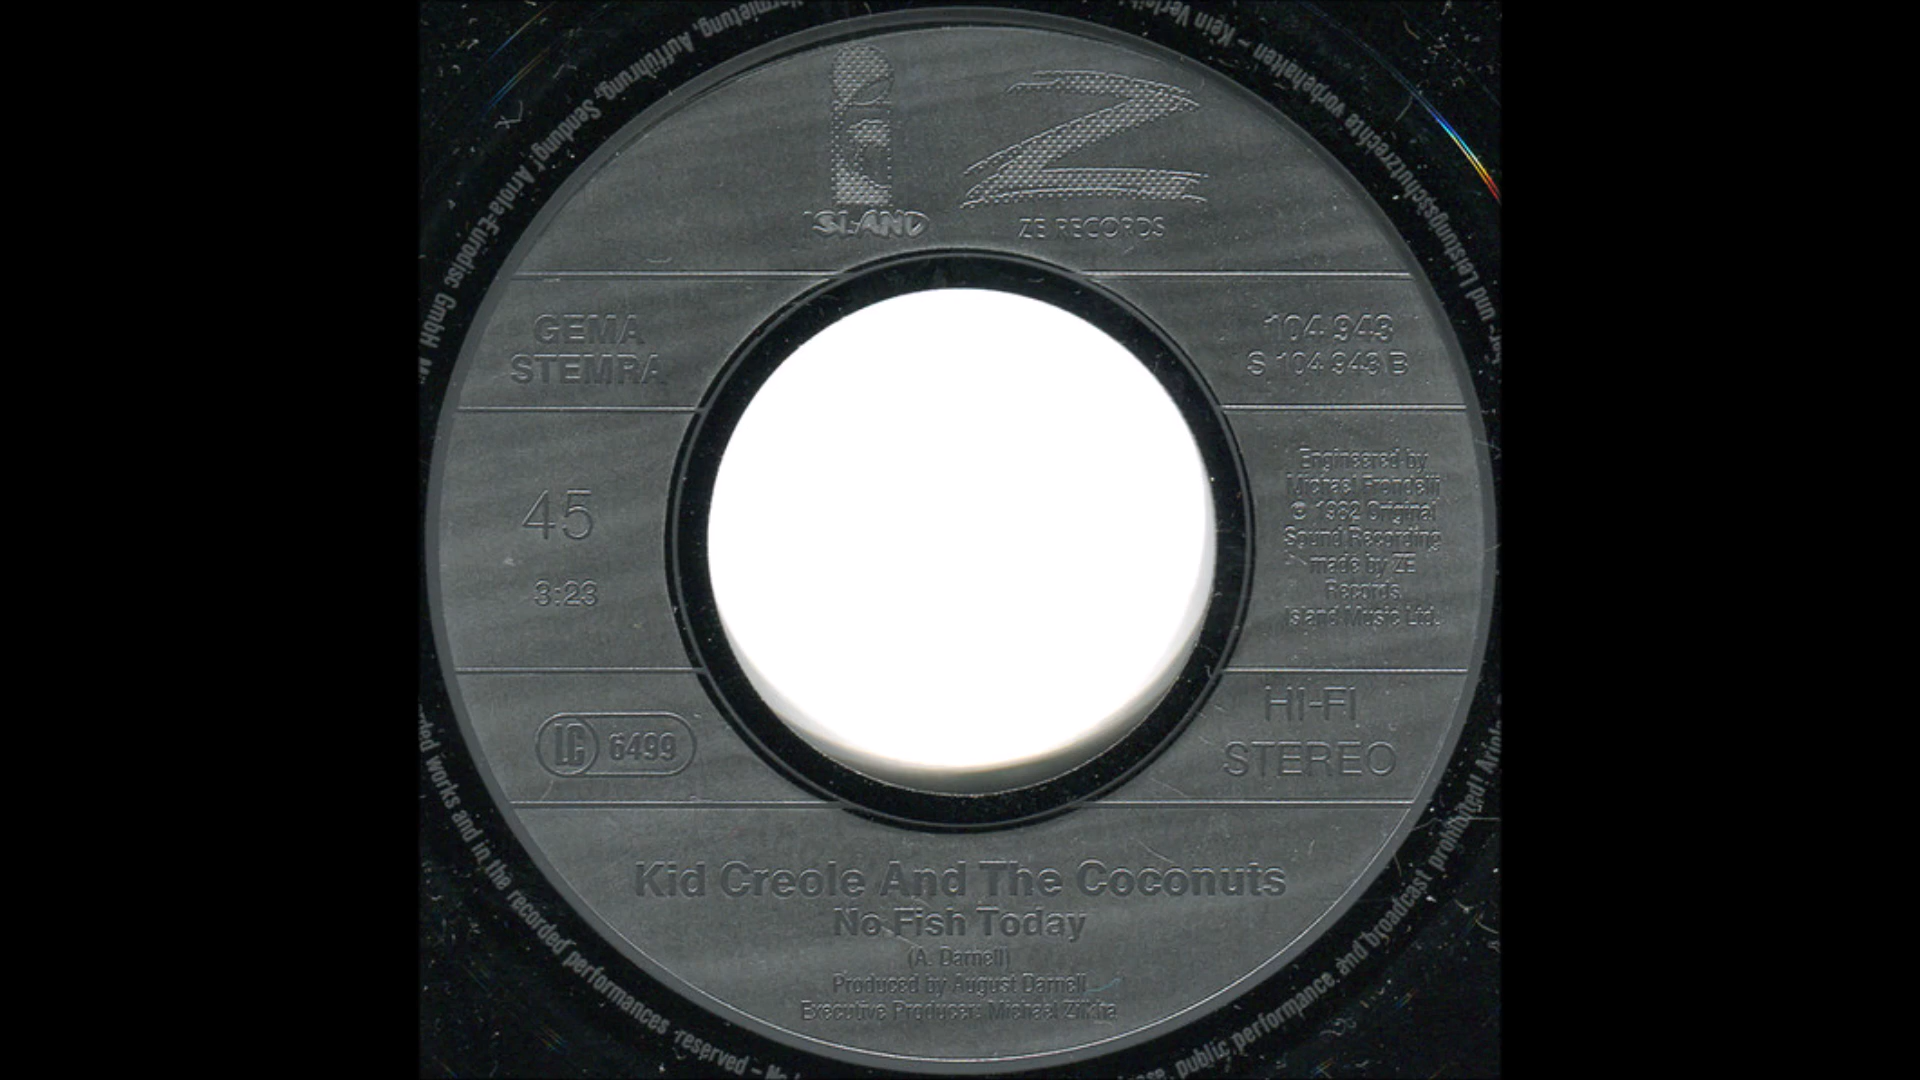 ISLAND
ZE RECORDS
GEMA
STEMRA
104 943
S 104 943 B
45
3:23
Engineered by
Michael Frondelli
℗ 1982 Original
Sound Recording
made by ZE
Records
Island Music Ltd.
LC 6499
HI-FI
STEREO
Kid Creole And The Coconuts
No Fish Today
(A. Darnell)
Produced by August Darnell
Executive Producer: Michael Zilkha
works and in the recorded performances reserved –
public performance, and broadcast prohibited!
Vermietung, Aufführung, Sendung! Ariola-Eurodisc GmbH
und Leistungsschutzrechte vorbehalten – Kein